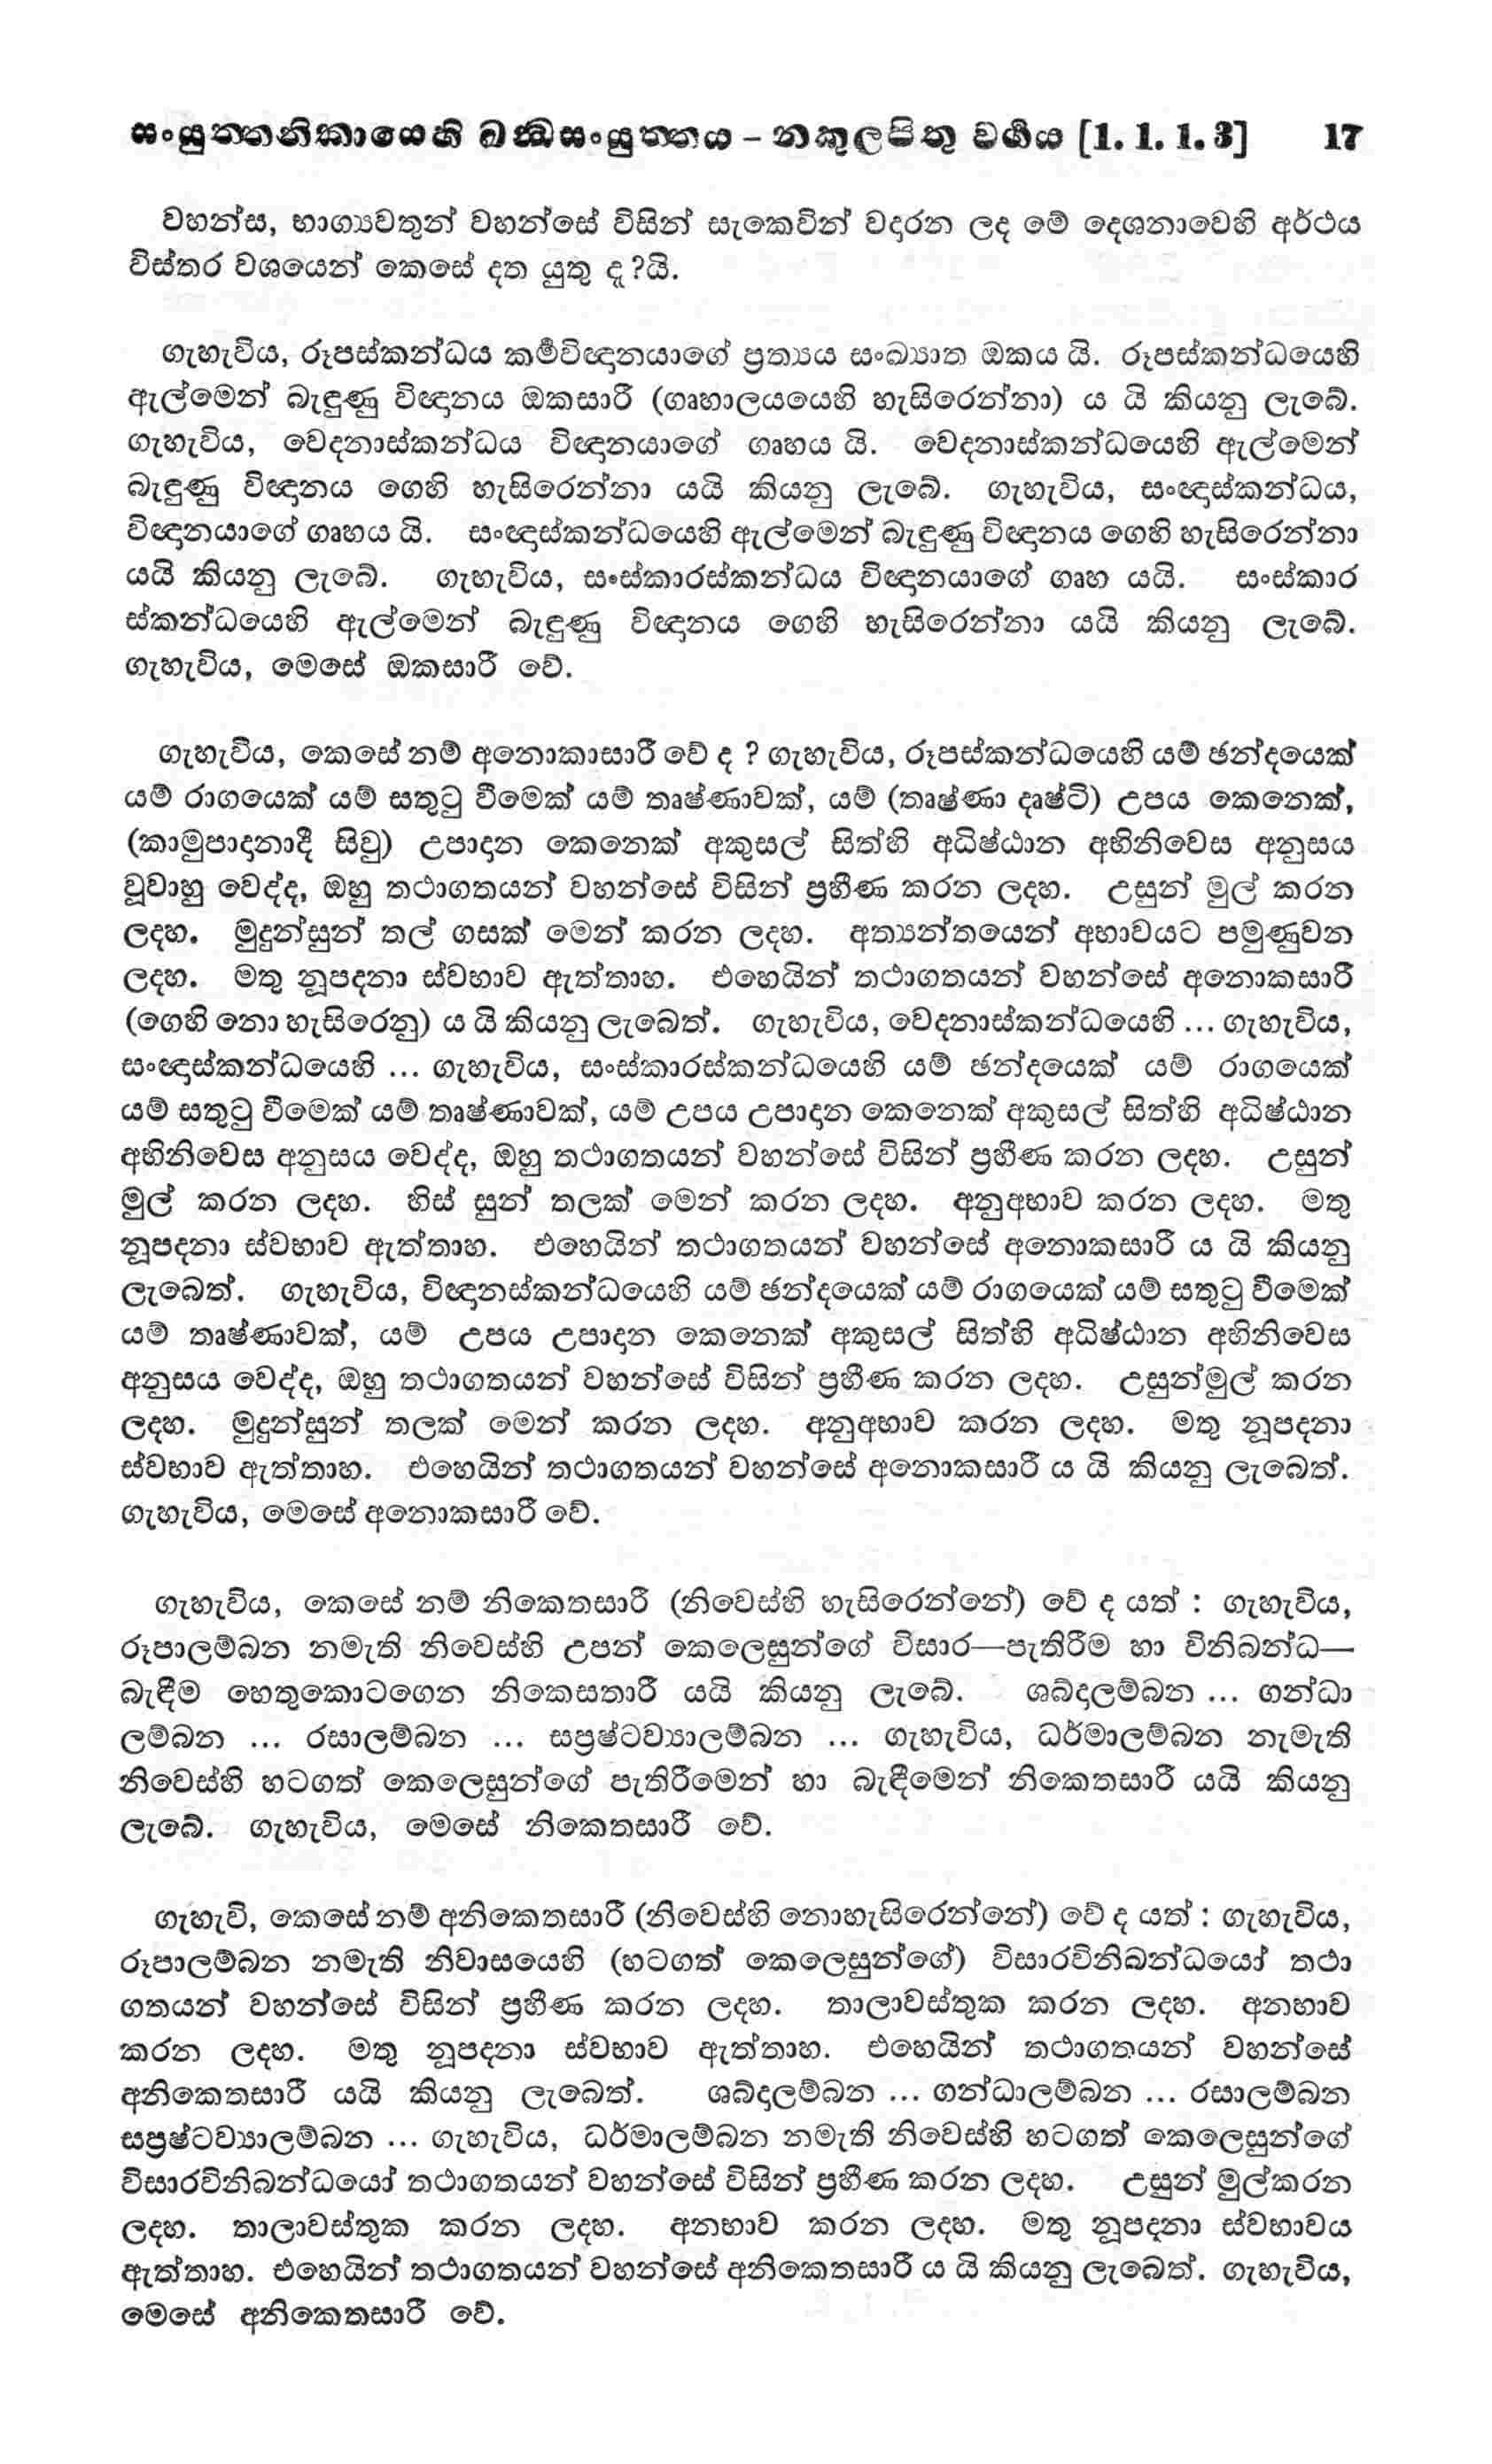 සංයුත්තනිකායෙහි ඛන්ධසංයුත්තය – නකුලපිතු වර්ගය [1. 1. 1. 3] 17
වහන්ස, භාග්‍යවතුන් වහන්සේ විසින් සැකෙවින් වදාරන ලද මේ දෙශනාවෙහි අර්ථය
විස්තර වශයෙන් කෙසේ දත යුතු දැ?යි.
ගැහැවිය, රූපස්කන්ධය කර්මවිඥානයාගේ ප්‍රත්‍යය සංඛ්‍යාත ඔකය යි. රූපස්කන්ධයෙහි
ඇල්මෙන් බැඳුණු විඥානය ඔකසාරී (ගෘහාලයයෙහි හැසිරෙන්නා) ය යි කියනු ලැබේ.
ගැහැවිය, වෙදනාස්කන්ධය විඥානයාගේ ගෘහය යි. වෙදනාස්කන්ධයෙහි ඇල්මෙන්
බැඳුණු විඥානය ගෙහි හැසිරෙන්නා යයි කියනු ලැබේ. ගැහැවිය, සංඥාස්කන්ධය,
විඥානයාගේ ගෘහය යි. සංඥාස්කන්ධයෙහි ඇල්මෙන් බැඳුණු විඥානය ගෙහි හැසිරෙන්නා
යයි කියනු ලැබේ. ගැහැවිය, සංස්කාරස්කන්ධය විඥානයාගේ ගෘහ යයි. සංස්කාර
ස්කන්ධයෙහි ඇල්මෙන් බැඳුණු විඥානය ගෙහි හැසිරෙන්නා යයි කියනු ලැබේ.
ගැහැවිය, මෙසේ ඔකසාරී වේ.
ගැහැවිය, කෙසේ නම් අනොකාසාරී වේ ද ? ගැහැවිය, රූපස්කන්ධයෙහි යම් ඡන්දයෙක්
යම් රාගයෙක් යම් සතුටු වීමෙක් යම් තෘෂ්ණාවක්, යම් (තෘෂ්ණා දෘෂ්ටි) උපය කෙනෙක්,
(කාමුපාදානාදී සිවු) උපාදාන කෙනෙක් අකුසල් සිත්හි අධිෂ්ඨාන අභිනිවෙස අනුසය
වූවාහු වෙද්ද, ඔහු තථාගතයන් වහන්සේ විසින් ප්‍රහීණ කරන ලදහ. උසුන් මුල් කරන
ලදහ. මුදුන්සුන් තල් ගසක් මෙන් කරන ලදහ. අත්‍යන්තයෙන් අභාවයට පමුණුවන
ලදහ. මතු නූපදනා ස්වභාව ඇත්තාහ. එහෙයින් තථාගතයන් වහන්සේ අනොකසාරී
(ගෙහි නො හැසිරෙනු) ය යි කියනු ලැබෙත්. ගැහැවිය, වෙදනාස්කන්ධයෙහි ... ගැහැවිය,
සංඥාස්කන්ධයෙහි ... ගැහැවිය, සංස්කාරස්කන්ධයෙහි යම් ඡන්දයෙක් යම් රාගයෙක්
යම් සතුටු වීමෙක් යම් තෘෂ්ණාවක්, යම් උපය උපාදාන කෙනෙක් අකුසල් සිත්හි අධිෂ්ඨාන
අභිනිවෙස අනුසය වෙද්ද, ඔහු තථාගතයන් වහන්සේ විසින් ප්‍රහීණ කරන ලදහ. උසුන්
මුල් කරන ලදහ. හිස් සුන් තලක් මෙන් කරන ලදහ. අනුඅභාව කරන ලදහ. මතු
නූපදනා ස්වභාව ඇත්තාහ. එහෙයින් තථාගතයන් වහන්සේ අනොකසාරී ය යි කියනු
ලැබෙත්. ගැහැවිය, විඥානස්කන්ධයෙහි යම් ඡන්දයෙක් යම් රාගයෙක් යම් සතුටු වීමෙක්
යම් තෘෂ්ණාවක්, යම් උපය උපාදාන කෙනෙක් අකුසල් සිත්හි අධිෂ්ඨාන අභිනිවෙස
අනුසය වෙද්ද, ඔහු තථාගතයන් වහන්සේ විසින් ප්‍රහීණ කරන ලදහ. උසුන්මුල් කරන
ලදහ. මුදුන්සුන් තලක් මෙන් කරන ලදහ. අනුඅභාව කරන ලදහ. මතු නූපදනා
ස්වභාව ඇත්තාහ. එහෙයින් තථාගතයන් වහන්සේ අනොකසාරී ය යි කියනු ලැබෙත්.
ගැහැවිය, මෙසේ අනොකසාරී වේ.
ගැහැවිය, කෙසේ නම් නිකෙතසාරී (නිවෙස්හි හැසිරෙන්නේ) වේ ද යත් : ගැහැවිය,
රූපාලම්බන නමැති නිවෙස්හි උපන් කෙලෙසුන්ගේ විසාර—පැතිරීම හා විනිබන්ධ—
බැඳීම හෙතුකොටගෙන නිකෙසතාරී යයි කියනු ලැබේ. ශබ්දාලම්බන ... ගන්ධා
ලම්බන ... රසාලම්බන ... සප්‍රෂ්ටව්‍යාලම්බන ... ගැහැවිය, ධර්මාලම්බන නැමැති
නිවෙස්හි හටගත් කෙලෙසුන්ගේ පැතිරීමෙන් හා බැඳීමෙන් නිකෙතසාරී යයි කියනු
ලැබේ. ගැහැවිය, මෙසේ නිකෙතසාරී වේ.
ගැහැවි, කෙසේ නම් අනිකෙතසාරී (නිවෙස්හි නොහැසිරෙන්නේ) වේ ද යත් : ගැහැවිය,
රූපාලම්බන නමැති නිවාසයෙහි (හටගත් කෙලෙසුන්ගේ) විසාරවිනිඛන්ධයෝ තථා
ගතයන් වහන්සේ විසින් ප්‍රහීණ කරන ලදහ. තාලාවස්තුක කරන ලදහ. අනභාව
කරන ලදහ. මතු නූපදනා ස්වභාව ඇත්තාහ. එහෙයින් තථාගතයන් වහන්සේ
අනිකෙතසාරී යයි කියනු ලැබෙත්. ශබ්දාලම්බන ... ගන්ධාලම්බන ... රසාලම්බන
සප්‍රෂ්ටව්‍යාලම්බන ... ගැහැවිය, ධර්මාලම්බන නමැති නිවෙස්හි හටගත් කෙලෙසුන්ගේ
විසාරවිනිබන්ධයෝ තථාගතයන් වහන්සේ විසින් ප්‍රහීණ කරන ලදහ. උසුන් මුල්කරන
ලදහ. තාලාවස්තුක කරන ලදහ. අනභාව කරන ලදහ. මතු නූපදනා ස්වභාවය
ඇත්තාහ. එහෙයින් තථාගතයන් වහන්සේ අනිකෙතසාරී ය යි කියනු ලැබෙත්. ගැහැවිය,
මෙසේ අනිකෙතසාරී වේ.